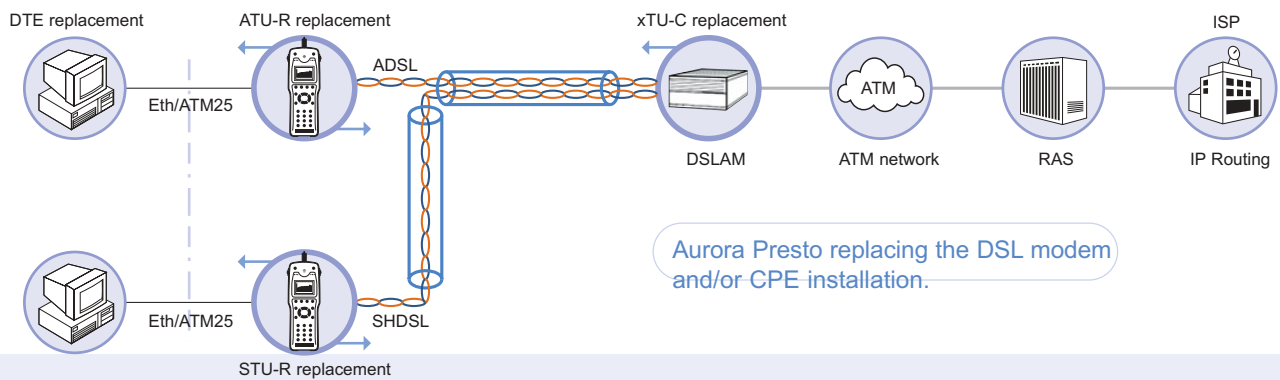 DTE replacement
ATU-R replacement
xTU-C replacement
ISP
ADSL
Eth/ATM25
ATM
DSLAM
ATM network
RAS
IP Routing
Aurora Presto replacing the DSL modem
and/or CPE installation.
Eth/ATM25
SHDSL
STU-R replacement